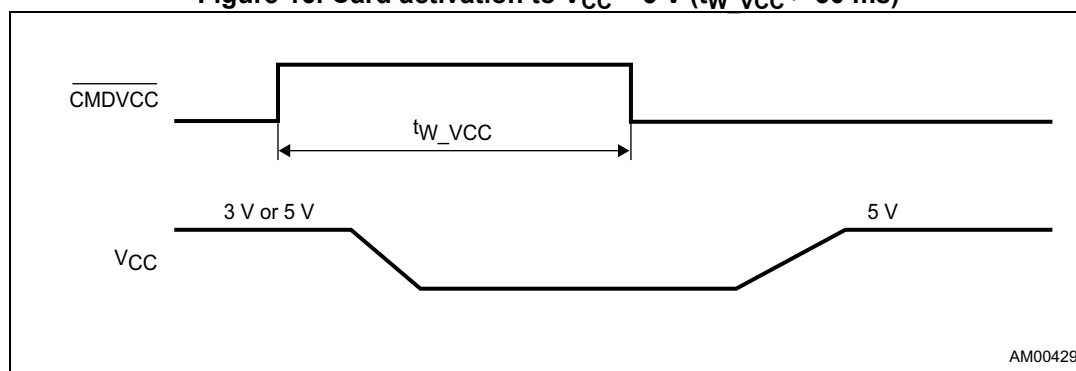 CMDVCC
tW_VCC
3 V or 5 V
5 V
VCC
AM00429